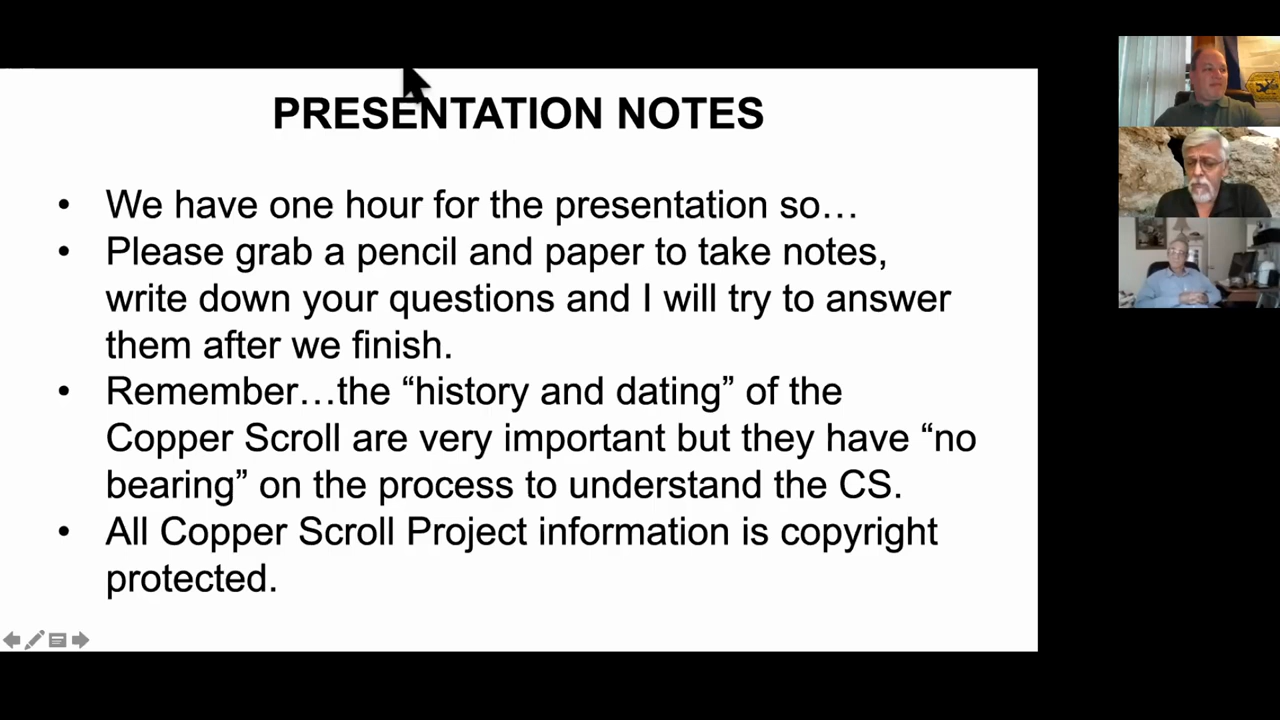 PRESENTATION NOTES
• We have one hour for the presentation so…
• Please grab a pencil and paper to take notes,
write down your questions and I will try to answer
them after we finish.
• Remember…the “history and dating” of the
Copper Scroll are very important but they have “no
bearing” on the process to understand the CS.
• All Copper Scroll Project information is copyright
protected.